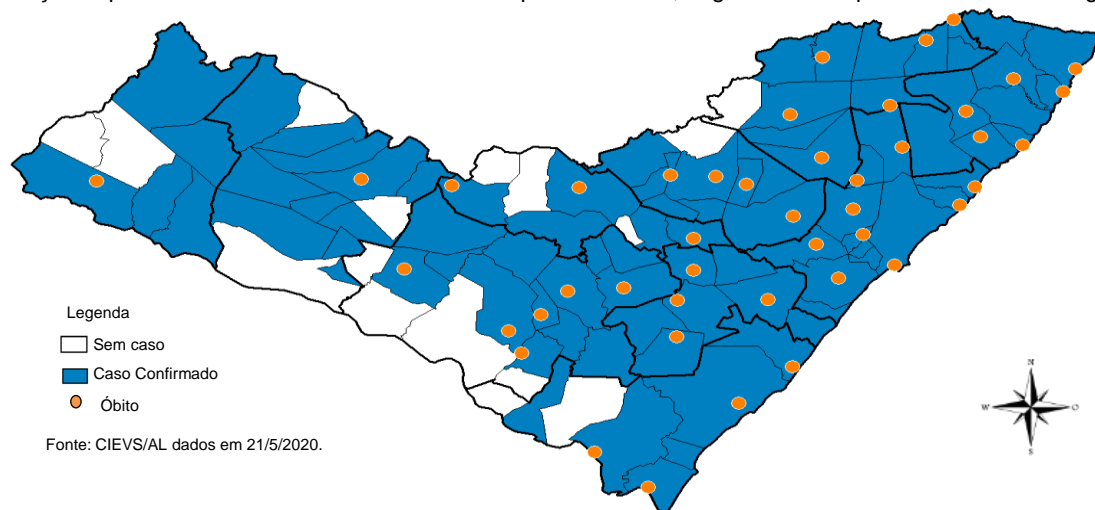 Legenda
Sem caso
Caso Confirmado
Óbito
Fonte: CIEVS/AL dados em 21/5/2020.
N
W
O
S